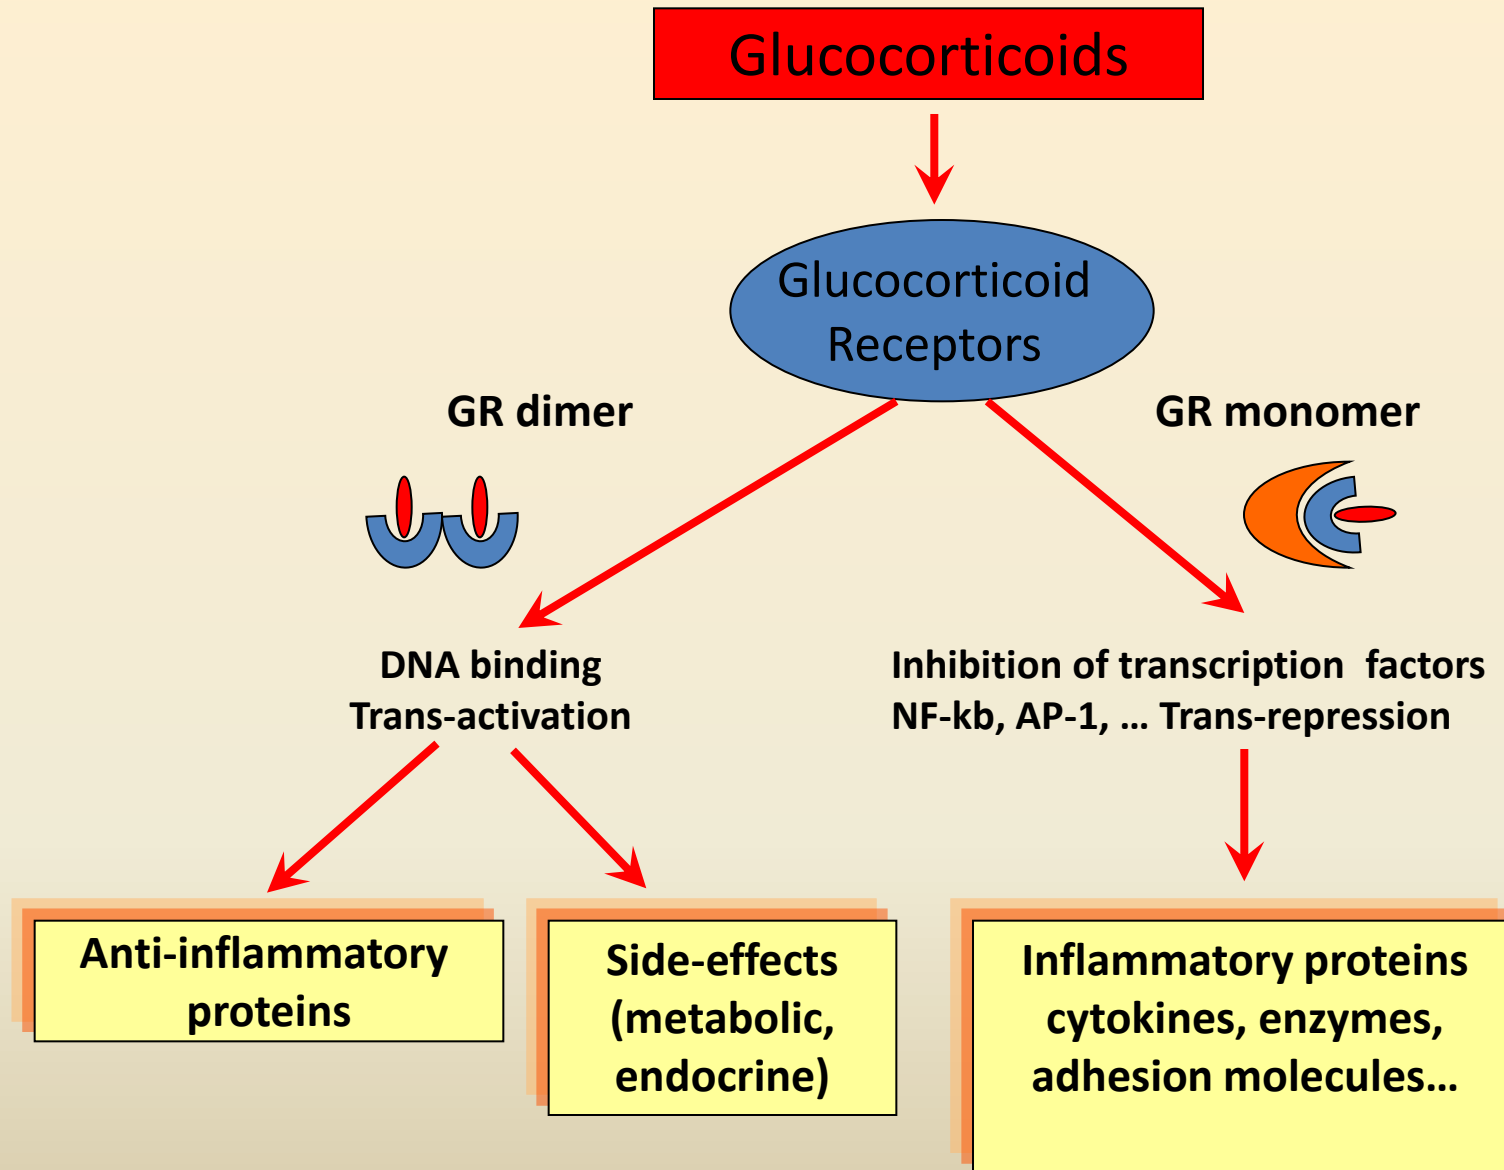 Glucocorticoids
Glucocorticoid
Receptors
GR dimer
GR monomer
DNA binding
Trans-activation
Inhibition of transcription  factors
NF-kb, AP-1, ... Trans-repression
Anti-inflammatory
proteins
Side-effects
(metabolic,
endocrine)
Inflammatory proteins
cytokines, enzymes,
adhesion molecules...